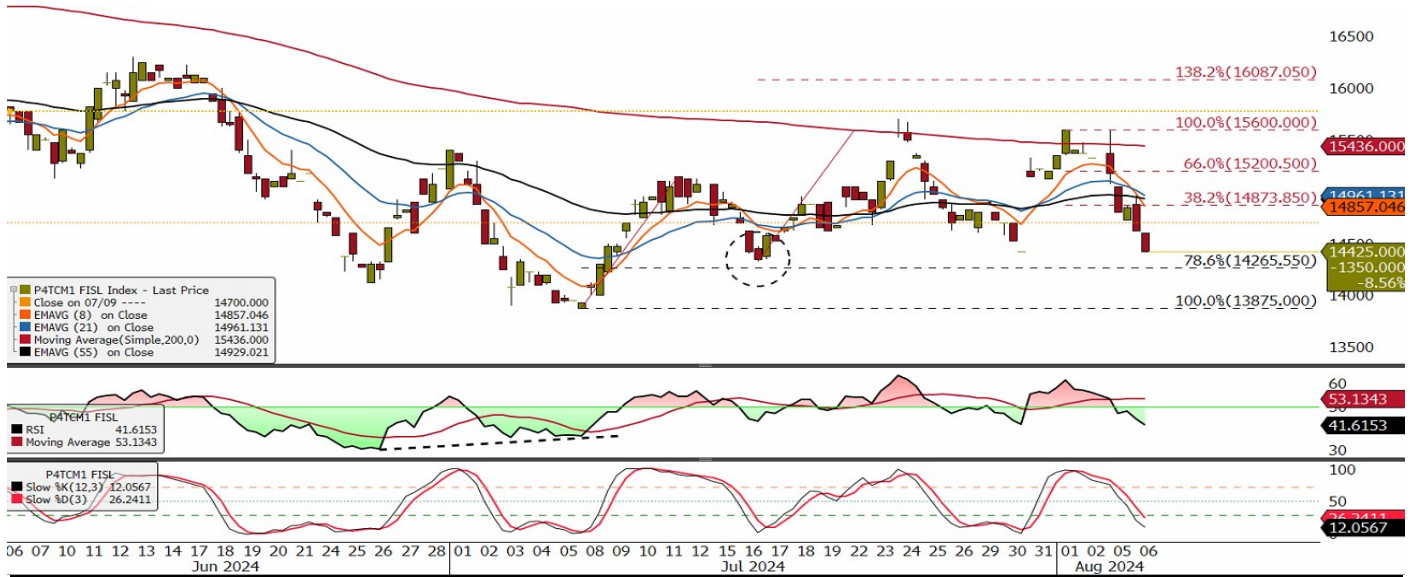 16500
138.2%(16087.050)
16000
100.0%(15600.000)
15436.000
66.0%(15200.500)
14961.131
38.2%(14873.850)
14857.046
14425.000
-1350.000
-8.56%
78.6%(14265.550)
14000
100.0%(13875.000)
13500
P4TCM1 FISL Index - Last Price
Close on 07/09 ---- 14700.000
EMAVG (8) on Close 14857.046
EMAVG (21) on Close 14961.131
Moving Average(Simple,200,0) 15436.000
EMAVG (55) on Close 14929.021
60
53.1343
41.6153
30
P4TCM1 FISL
RSI 41.6153
Moving Average 53.1343
P4TCM1 FISL
Slow %K(12,3) 12.0567
Slow %D(3) 26.2411
100
50
26.2411
12.0567
06 07 10 11 12 13 14 17 18 19 20 21 24 25 26 27 28 01 02 03 04 05 08 09 10 11 12 15 16 17 18 19 22 23 24 25 26 29 30 31 01 02 05 06
Jun 2024 Jul 2024 Aug 2024